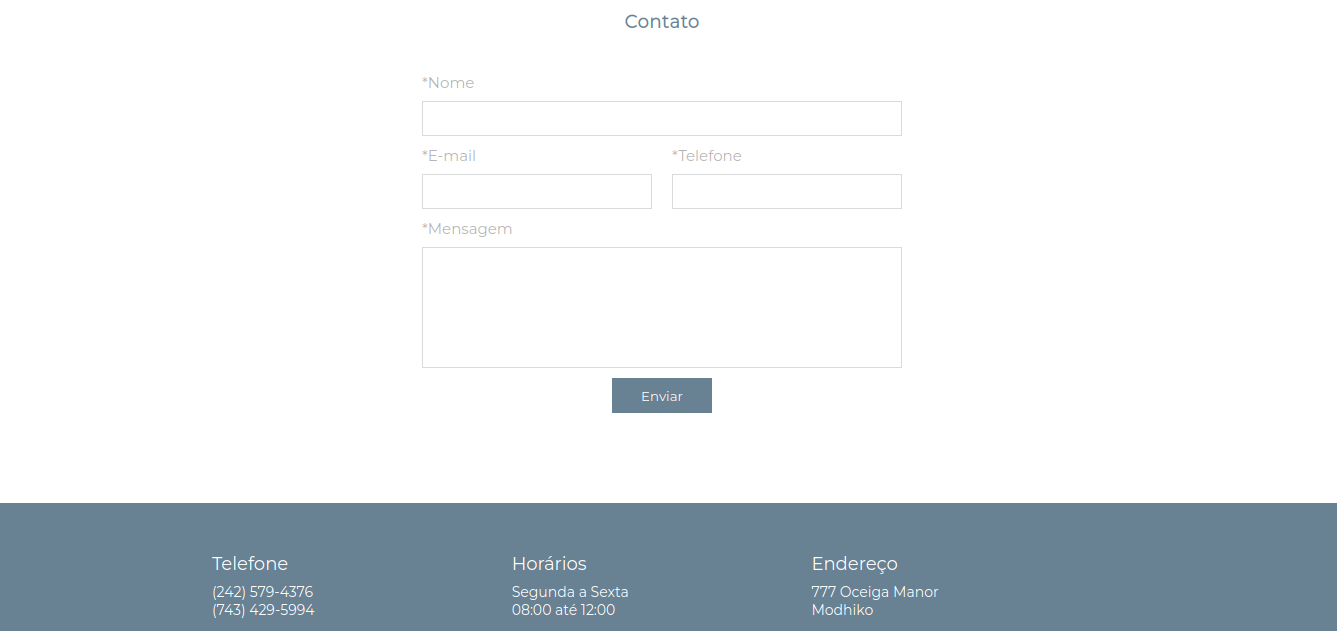 Contato
*Nome
*E-mail
*Telefone
*Mensagem
Enviar
Telefone
(242) 579-4376
(743) 429-5994
Horários
Segunda a Sexta
08:00 até 12:00
Endereço
777 Oceiga Manor
Modhiko